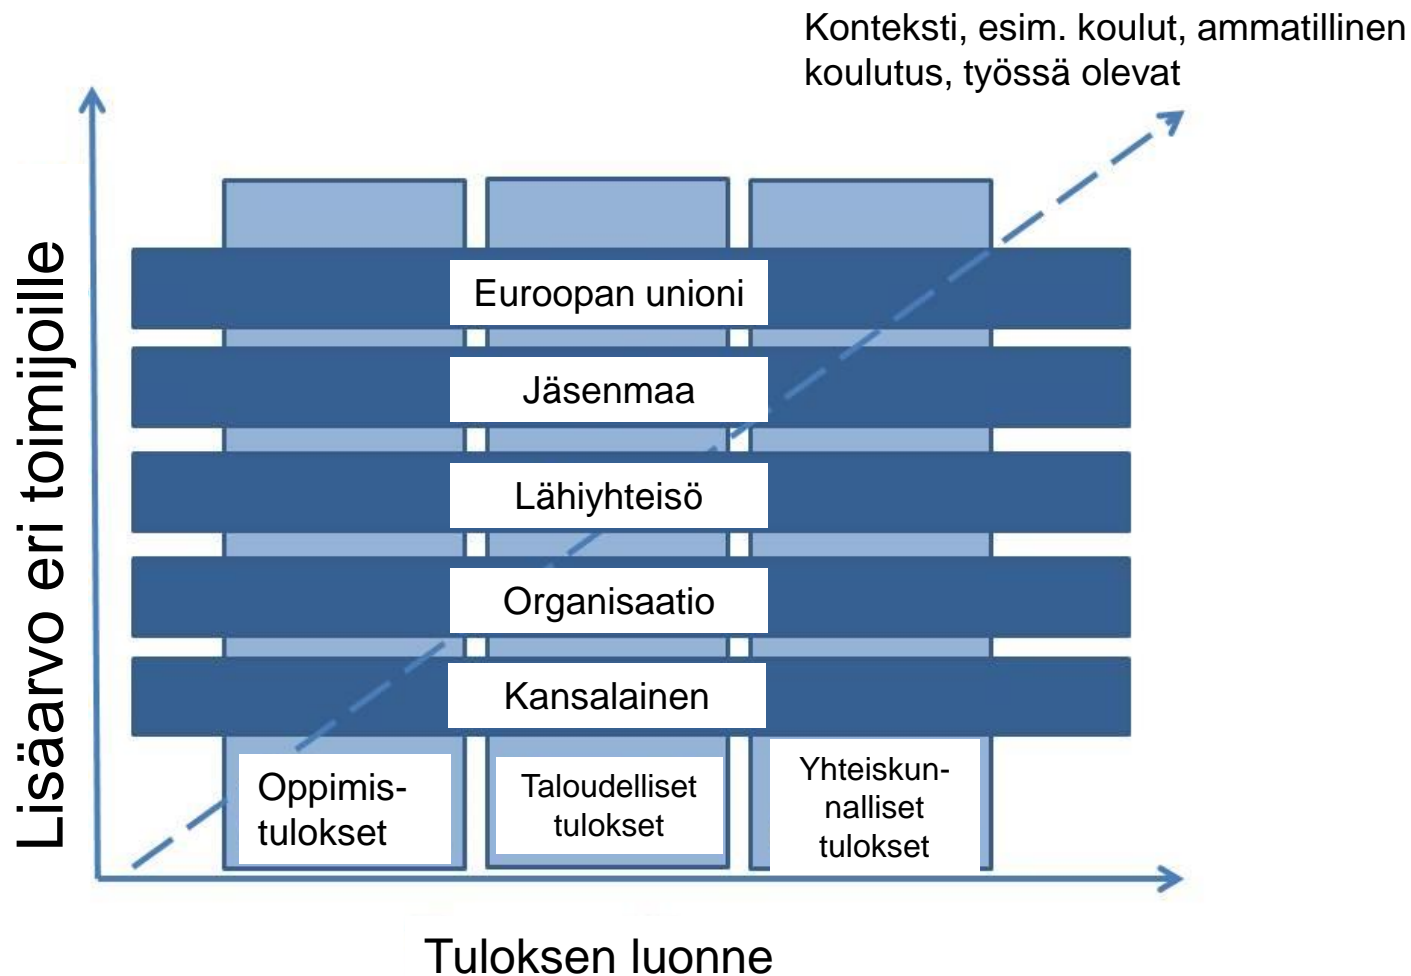 Konteksti, esim. koulut, ammatillinen
koulutus, työssä olevat
Lisäarvo eri toimijoille
Euroopan unioni
Jäsenmaa
Lähiyhteisö
Organisaatio
Kansalainen
Oppimis-
tulokset
Taloudelliset
tulokset
Yhteiskun-
nalliset
tulokset
Tuloksen luonne